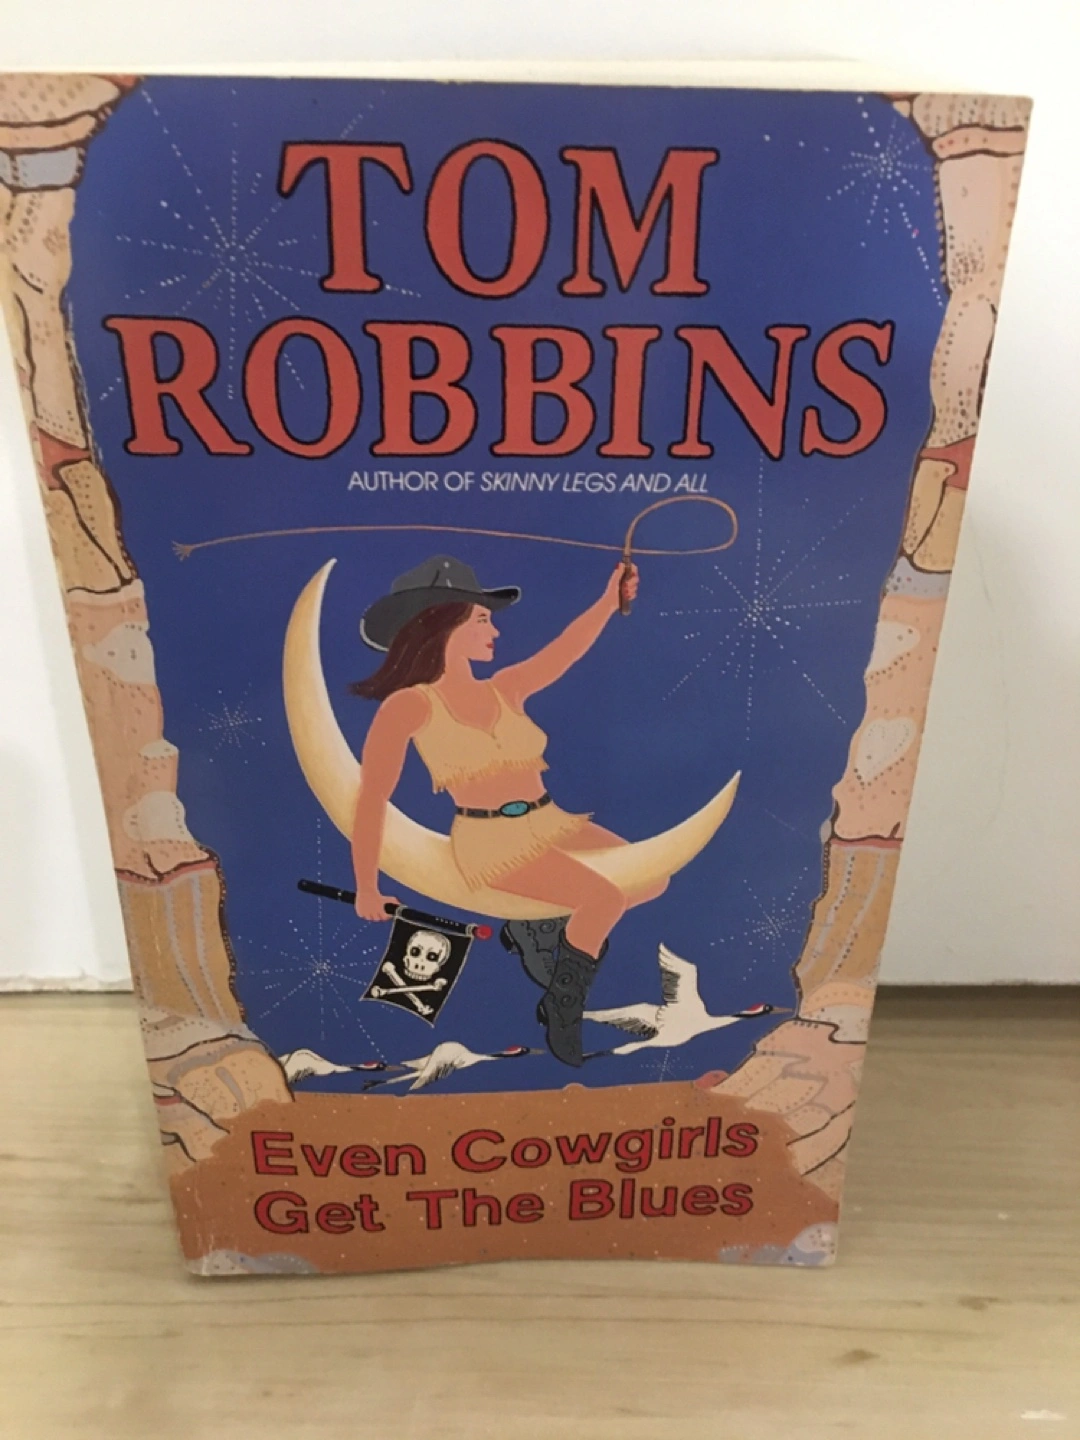 TOM
ROBBINS
AUTHOR OF SKINNY LEGS AND ALL
Even Cowgirls
Get The Blues